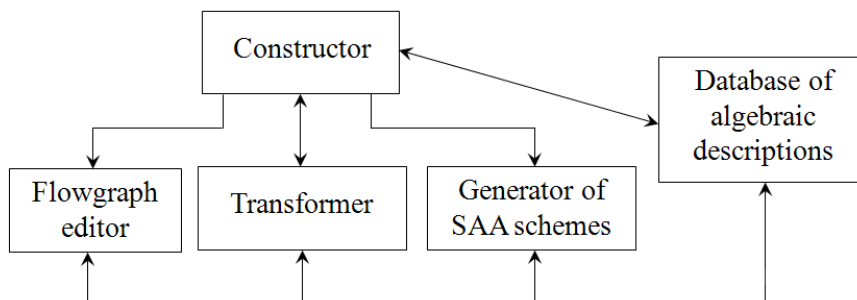 Constructor
Database of
algebraic
descriptions
Flowgraph
editor
Transformer
Generator of
SAA schemes